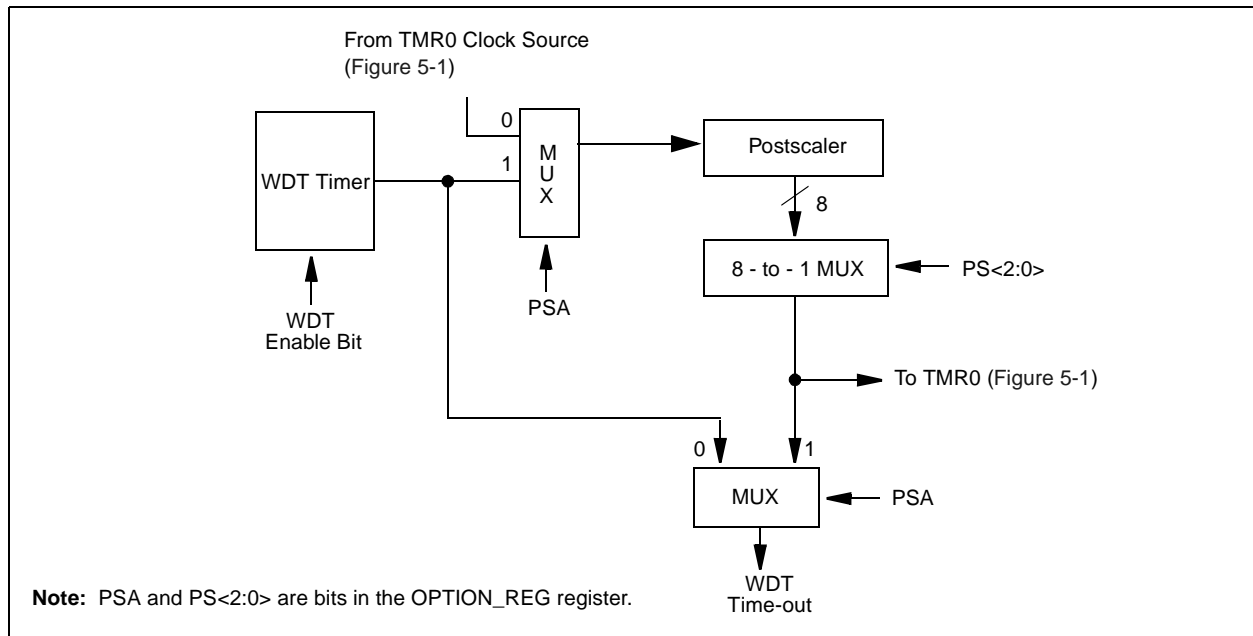 From TMR0 Clock Source
(Figure 5-1)
0
1
M
U
X
Postscaler
WDT Timer
8
8 - to - 1 MUX
PS<2:0>
PSA
WDT
Enable Bit
To TMR0 (Figure 5-1)
0
1
MUX
PSA
WDT
Time-out
Note: PSA and PS<2:0> are bits in the OPTION_REG register.